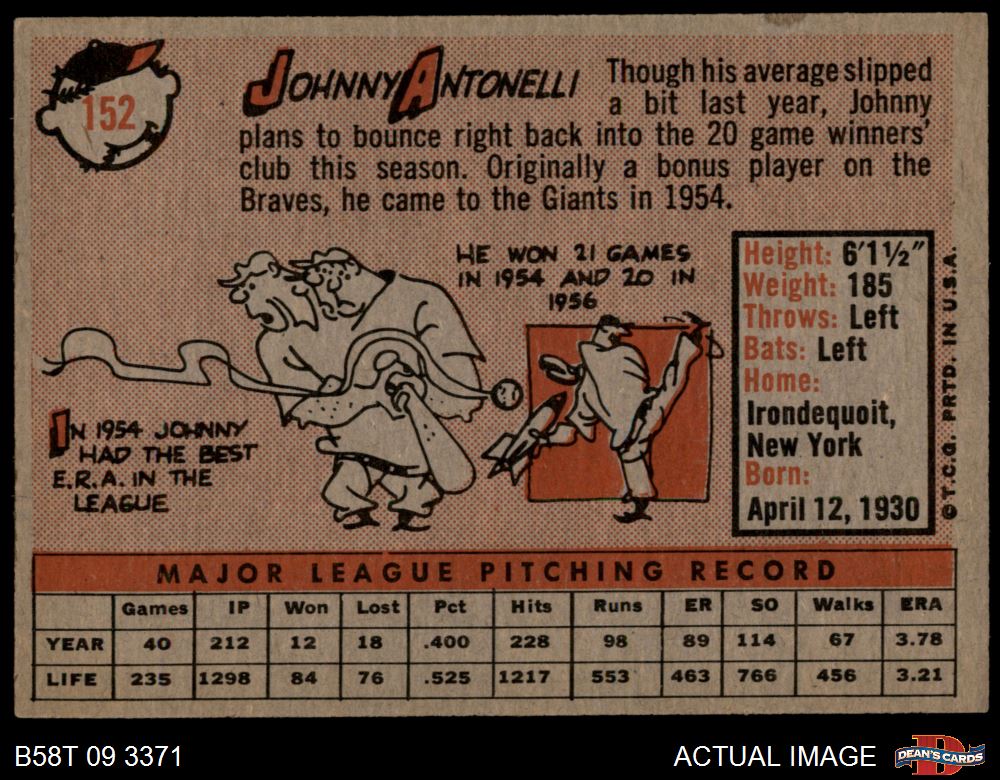 152
JOHNNY ANTONELLI
Though his average slipped
a bit last year, Johnny
plans to bounce right back into the 20 game winners'
club this season. Originally a bonus player on the
Braves, he came to the Giants in 1954.
HE WON 21 GAMES
IN 1954 AND 20 IN
1956
IN 1954 JOHNNY
HAD THE BEST
E.R.A. IN THE
LEAGUE
Height: 6'1½"
Weight: 185
Throws: Left
Bats: Left
Home:
Irondequoit,
New York
Born:
April 12, 1930
© T.C.G. PRTD. IN U.S.A.
MAJOR LEAGUE PITCHING RECORD
Games IP Won Lost Pct Hits Runs ER SO Walks ERA
YEAR 40 212 12 18 .400 228 98 89 114 67 3.78
LIFE 235 1298 84 76 .525 1217 553 463 766 456 3.21
B58T 09 3371
ACTUAL IMAGE
D
DEAN'S CARDS